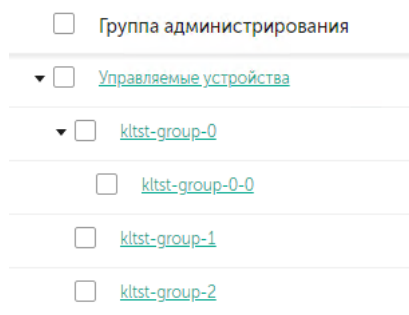 Группа администрирования
Управляемые устройства
kltst-group-0
kltst-group-0-0
kltst-group-1
kltst-group-2